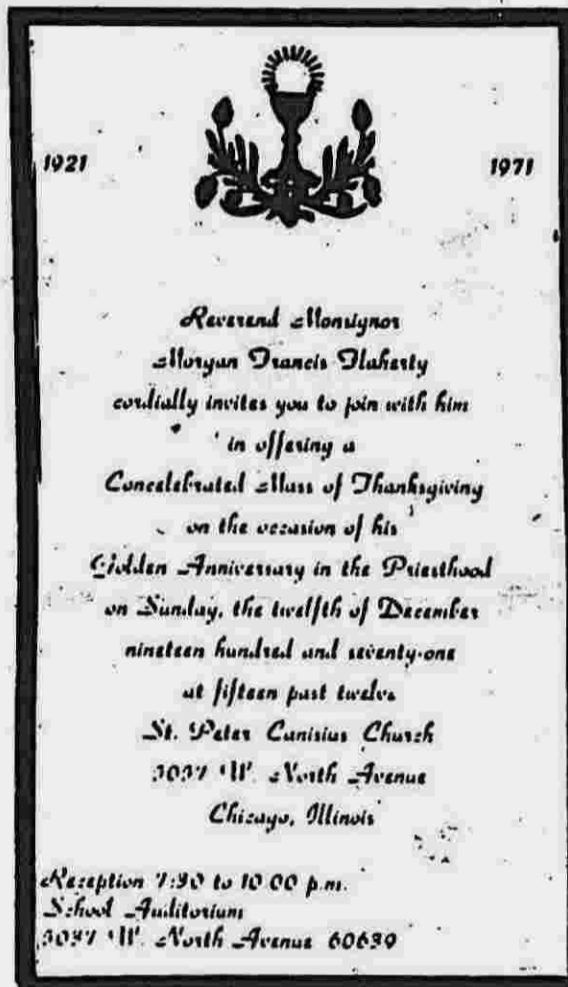 1921
1971
Reverend Monsignor
Morgan Francis Flaherty
cordially invites you to join with him
in offering a
Concelebrated Mass of Thanksgiving
on the occasion of his
Golden Anniversary in the Priesthood
on Sunday, the twelfth of December
nineteen hundred and seventy-one
at fifteen past twelve
St. Peter Canisius Church
W. North Avenue
Chicago, Illinois
Reception 7:30 to 10:00 p.m.
School Auditorium
W. North Avenue 60639